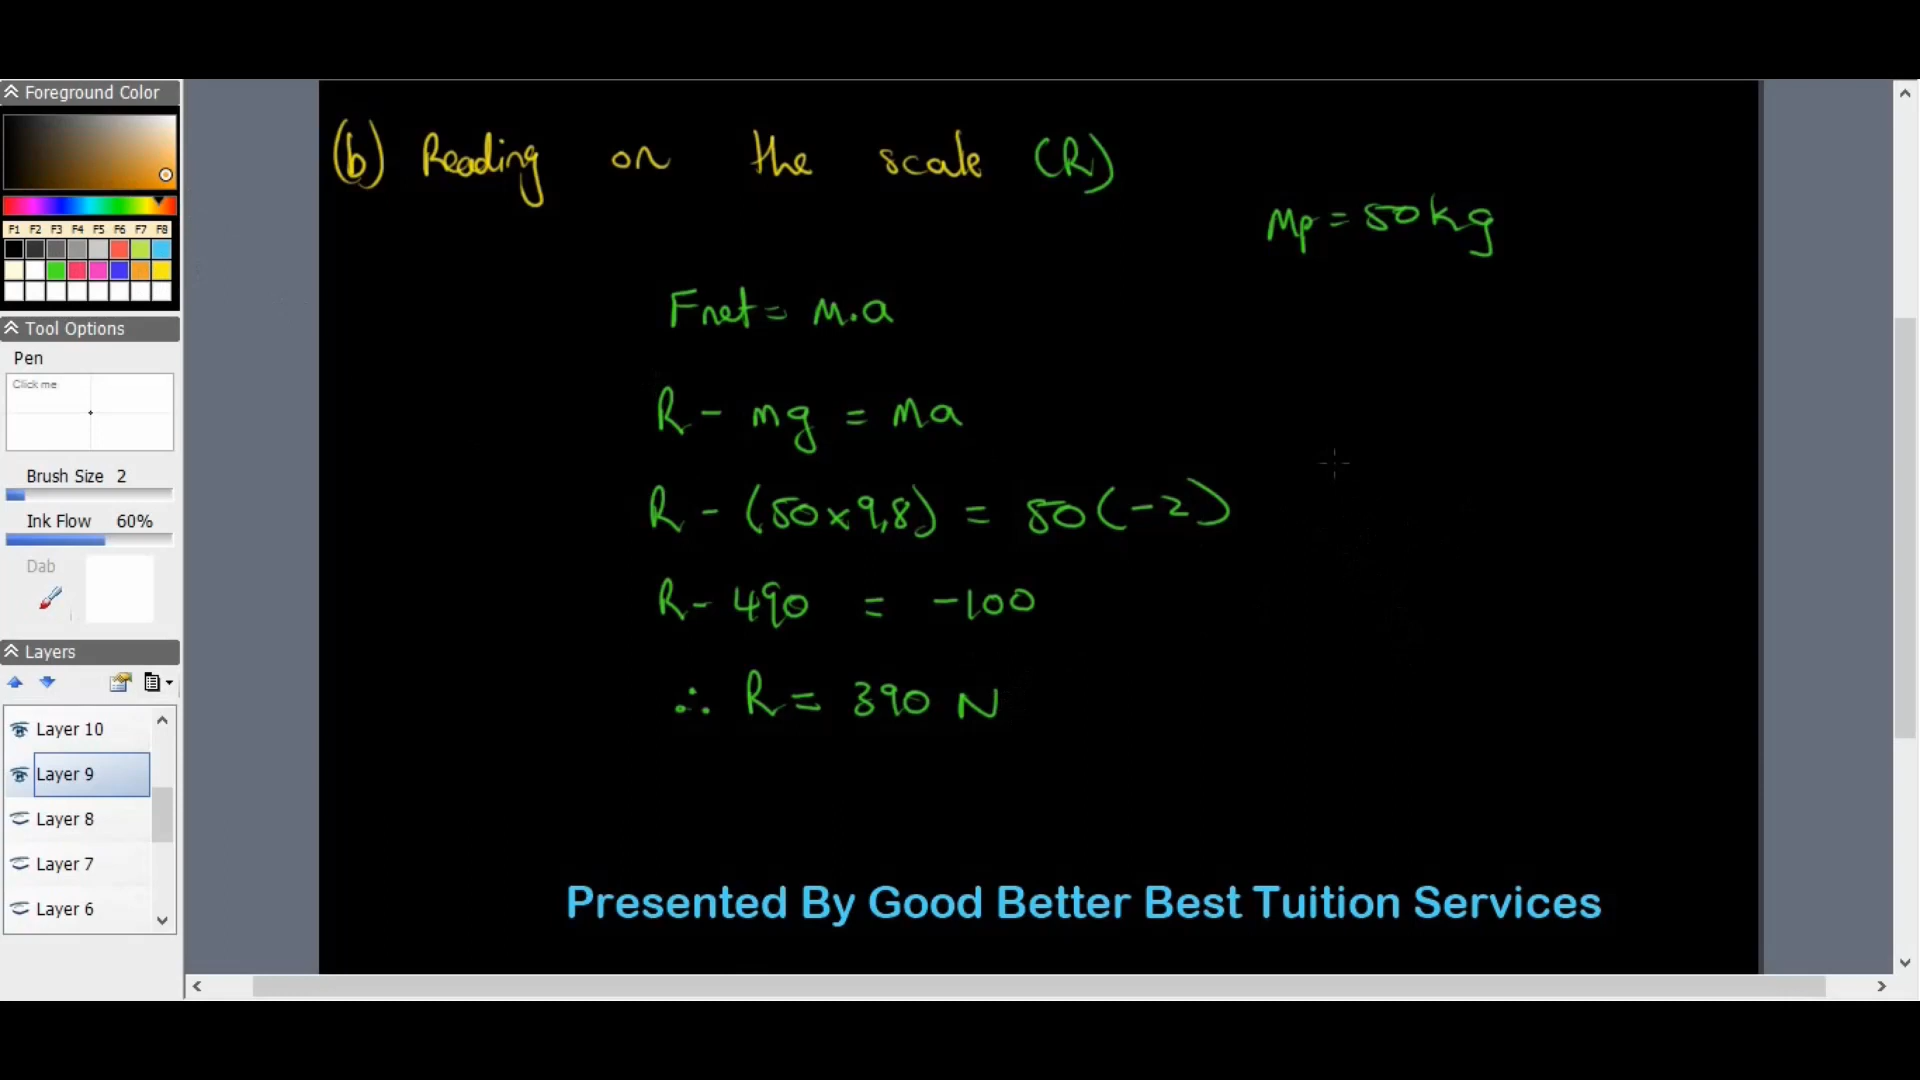 Foreground Color
F1 F2 F3 F4 F5 F6 F7 F8
Tool Options
Pen
Click me
Brush Size 2
Ink Flow 60%
Dab
Layers
Layer 10
Layer 9
Layer 8
Layer 7
Layer 6
(b) Reading on the scale (R)
Mp = 50kg
Fnet = m.a
R - mg = ma
R - (50×9,8) = 50(-2)
R - 490 = -100
∴ R = 390 N
Presented By Good Better Best Tuition Services